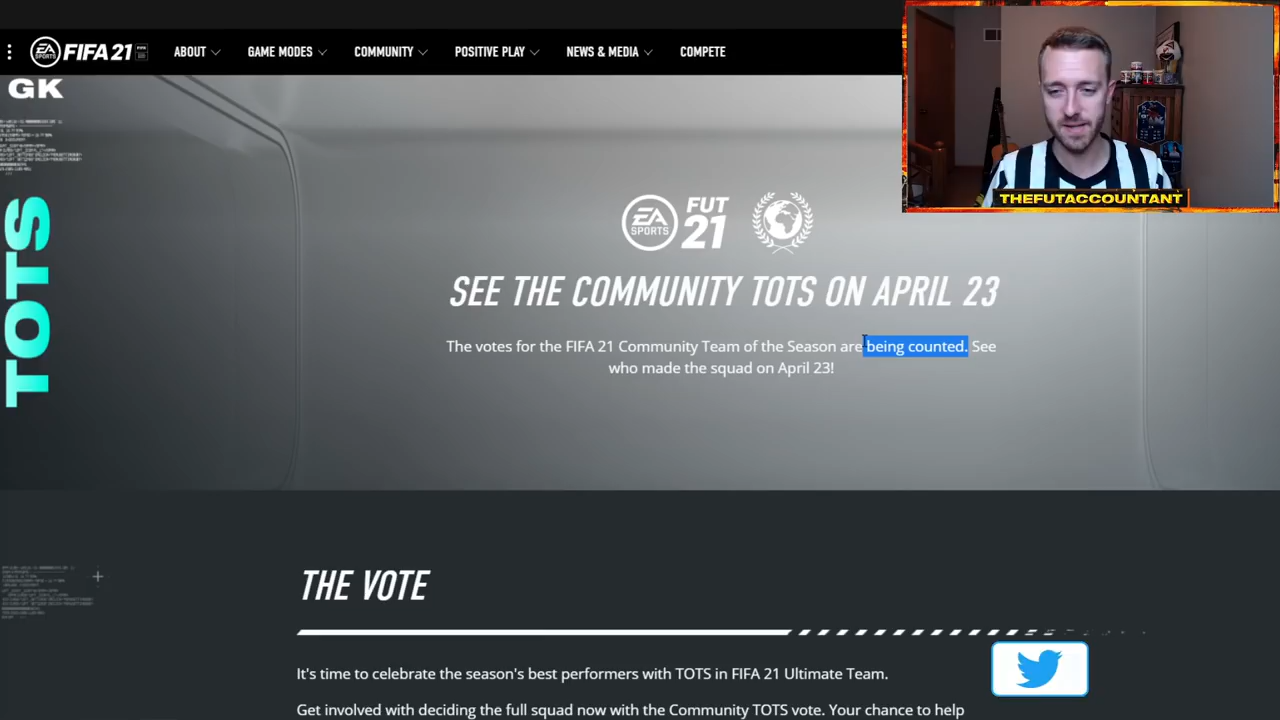 EA SPORTS FIFA 21 ABOUT GAME MODES COMMUNITY POSITIVE PLAY NEWS & MEDIA COMPETE
GK
TOTS
EA SPORTS FUT 21
SEE THE COMMUNITY TOTS ON APRIL 23
The votes for the FIFA 21 Community Team of the Season are being counted. See
who made the squad on April 23!
THEFUTACCOUNTANT
THE VOTE
It's time to celebrate the season's best performers with TOTS in FIFA 21 Ultimate Team.
Get involved with deciding the full squad now with the Community TOTS vote. Your chance to help